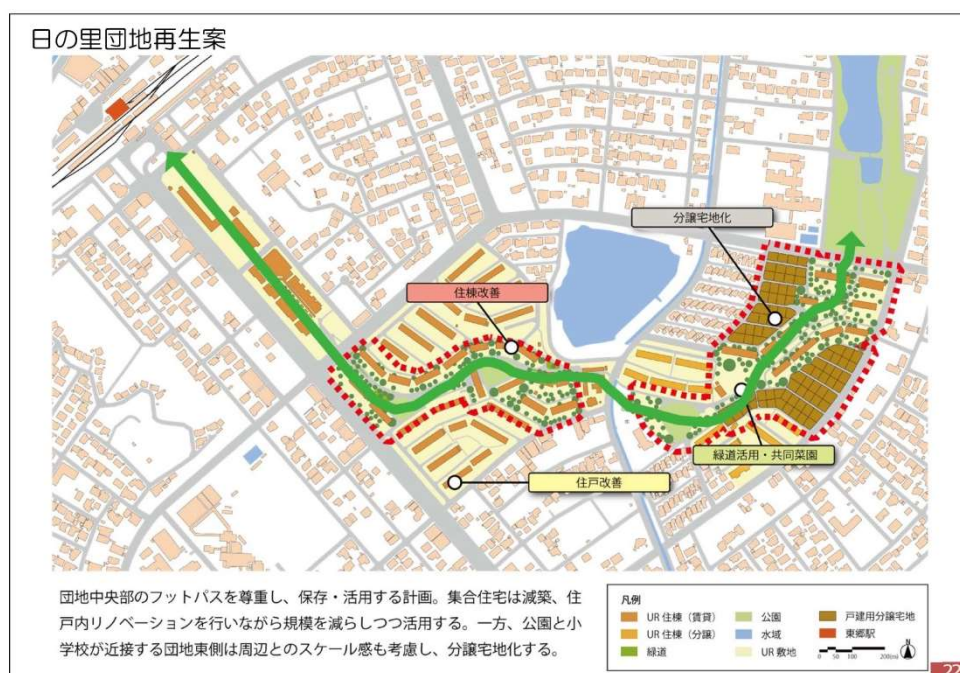 日の里団地再生案
分譲宅地化
住棟改善
緑道活用・共同菜園
住戸改善
団地中央部のフットパスを尊重し、保存・活用する計画。集合住宅は減築、住
戸内リノベーションを行いながら規模を減らしつつ活用する。一方、公園と小
学校が近接する団地東側は周辺とのスケール感も考慮し、分譲宅地化する。
凡例
UR 住棟（賃貸）
UR 住棟（分譲）
緑道
公園
水域
UR 敷地
戸建用分譲宅地
東郷駅
0 50 100 200(m)
N
22